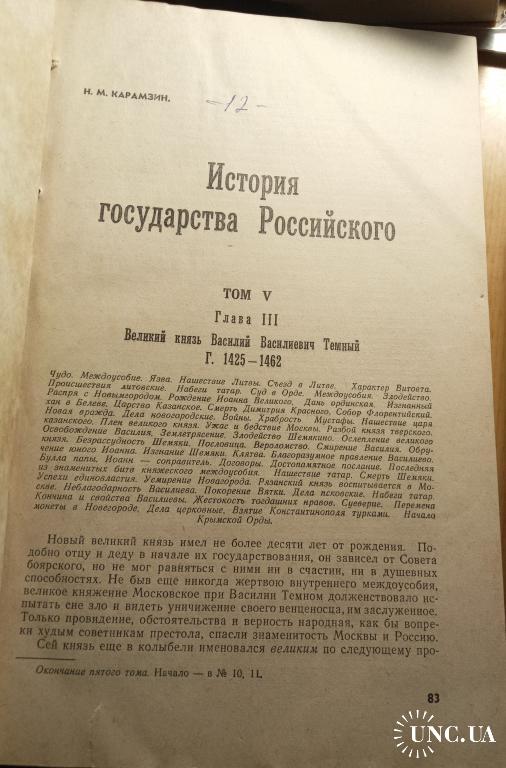 Н. М. КАРАМЗИН.
-12-
История
государства Российского
ТОМ V
Глава III
Великий князь Василий Василиевич Темный
Г. 1425—1462
Чудо. Междоусобие. Язва. Нашествие Литвы. Съезд в Литве. Характер Витовта.
Происшествия литовские. Набеги татар. Суд в Орде. Междоусобия. Злодейство.
Распря с Новымгородом. Рождение Иоанна Великого. Дань ордынская. Изгнанный
хан в Белеве. Царство Казанское. Смерть Димитрия Красного. Собор Флорентийский.
Новая вражда. Дела новогородские. Войны. Храбрость Мустафы. Нашествие царя
казанского. Плен великого князя. Ужас и бедствие Москвы. Разбой князя тверского.
Освобождение Василия. Землетрясение. Злодейство Шемякино. Ослепление великого
князя. Безрассудность Шемяки. Пословица. Вероломство. Смирение Василия. Обру-
чение юного Иоанна. Изгнание Шемяки. Клятва. Благоразумное правление Василиево.
Булла папы. Иоанн — соправитель. Договоры. Достопамятное послание. Последняя
из знаменитых битв княжеского междоусобия. Нашествие татар. Смерть Шемяки.
Успехи единовластия. Усмирение Новагорода. Рязанский князь воспитывается в Мо-
скве. Неблагодарность Василиева. Покорение Вятки. Дела псковские. Набеги татар.
Кончина и свойства Василиевы. Жестокость тогдашних нравов. Суеверие. Перемена
монеты в Новегороде. Дела церковные. Взятие Константинополя турками. Начало
Крымской Орды.
Новый великий князь имел не более десяти лет от рождения. По-
добно отцу и деду в начале их государствования, он зависел от Совета
боярского, но не мог равняться с ними ни в счастии, ни в душевных
способностях. Не быв еще никогда жертвою внутреннего междоусобия,
великое княжение Московское при Василии Темном долженствовало ис-
пытать сие зло и видеть уничижение своего венценосца, им заслуженное.
Только провидение, обстоятельства и верность народная, как бы вопре-
ки худым советникам престола, спасли знаменитость Москвы и Россию.
Сей князь еще в колыбели именовался великим по следующему про-
Окончание пятого тома. Начало — в № 10, 11.
83
UNC.UA